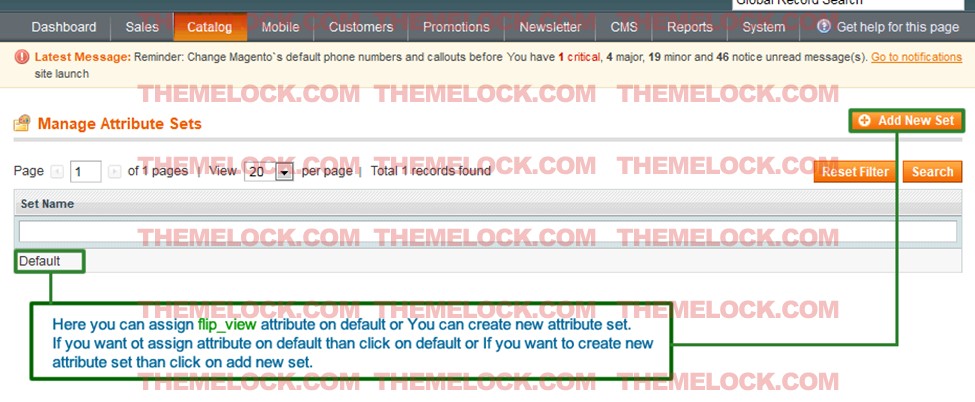 Global Record Search
Dashboard Sales Catalog Mobile Customers Promotions Newsletter CMS Reports System Get help for this page
Latest Message: Reminder: Change Magento`s default phone numbers and callouts before You have 1 critical, 4 major, 19 minor and 46 notice unread message(s). Go to notifications
site launch
THEMELOCK.COM THEMELOCK.COM THEMELOCK.COM
Manage Attribute Sets Add New Set
Page 1 of 1 pages | View 20 per page | Total 1 records found Reset Filter Search
THEMELOCK.COM THEMELOCK.COM THEMELOCK.COM
Set Name
THEMELOCK.COM THEMELOCK.COM THEMELOCK.COM
Default
THEMELOCK.COM THEMELOCK.COM THEMELOCK.COM
Here you can assign flip_view attribute on default or You can create new attribute set.
If you want ot assign attribute on default than click on default or If you want to create new
attribute set than click on add new set.
THEMELOCK.COM THEMELOCK.COM THEMELOCK.COM